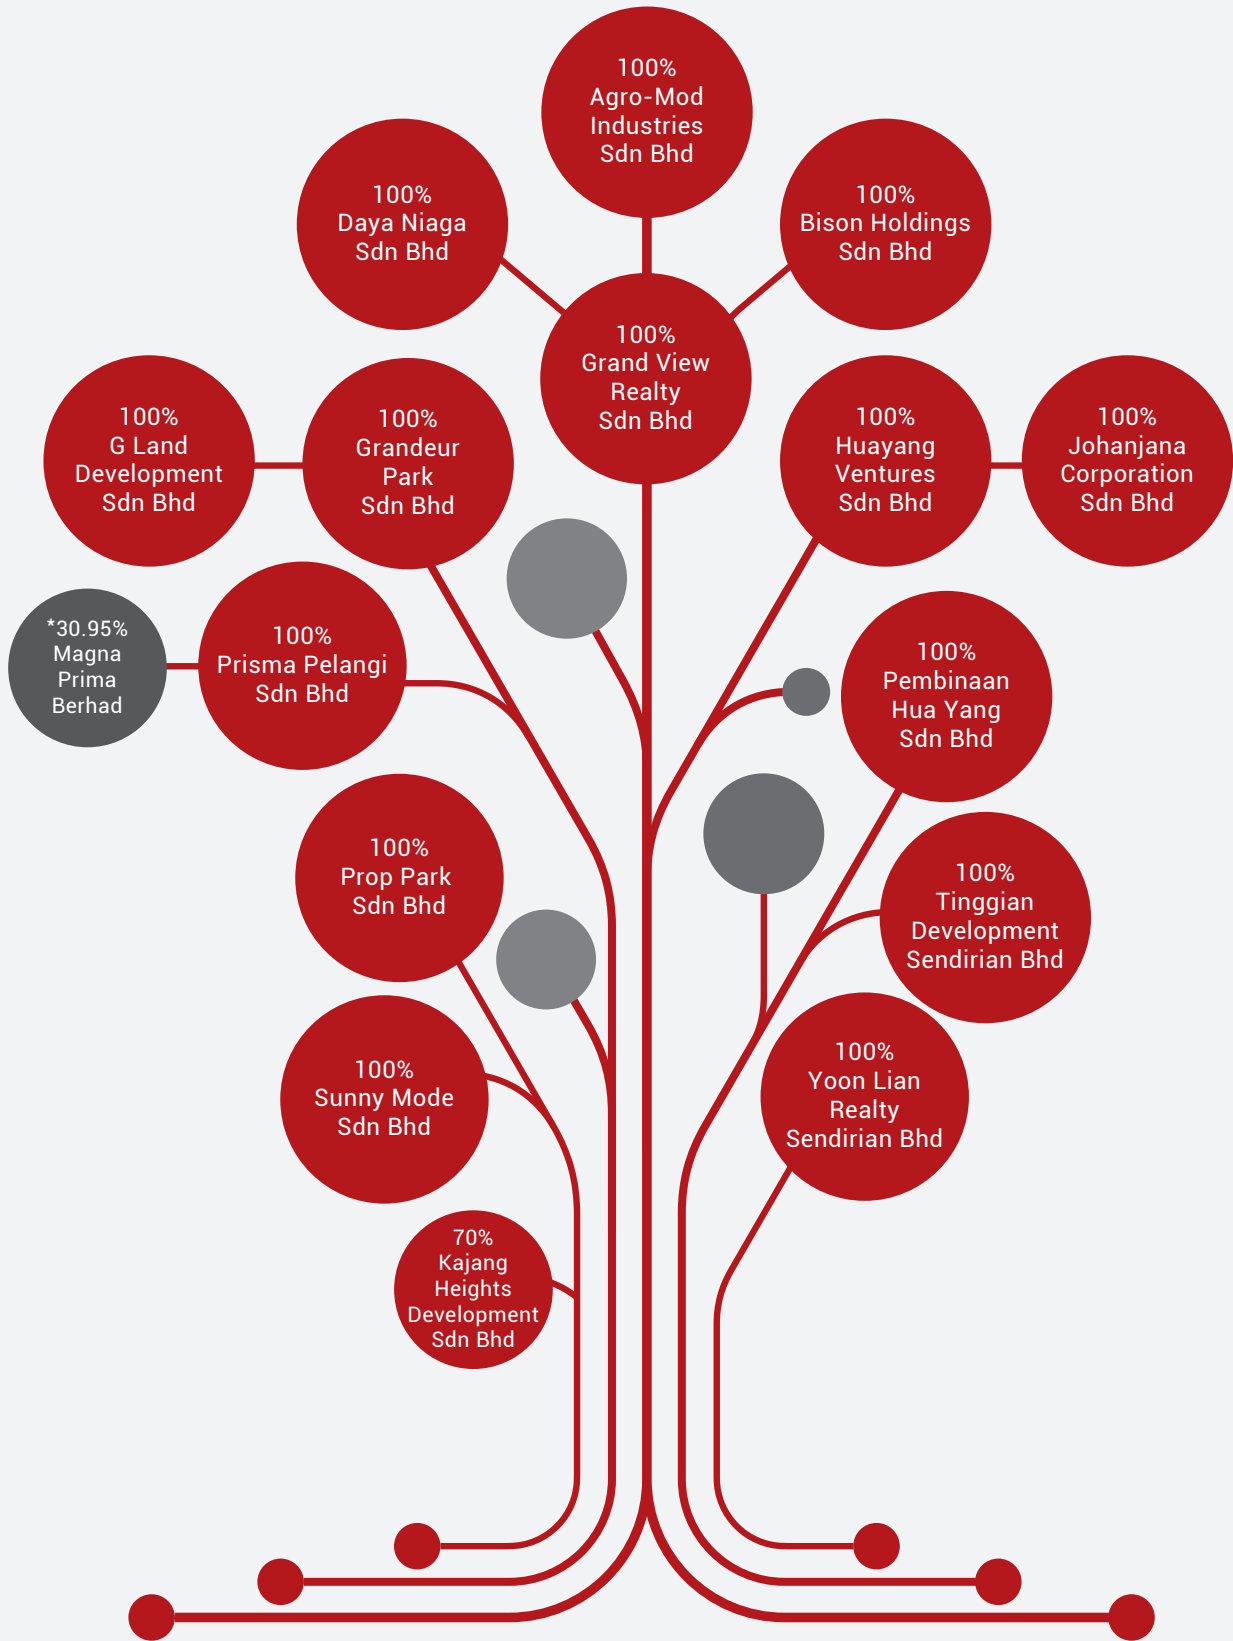 100%
Agro-Mod
Industries
Sdn Bhd
100%
Daya Niaga
Sdn Bhd
100%
Bison Holdings
Sdn Bhd
100%
Grand View
Realty
Sdn Bhd
100%
G Land
Development
Sdn Bhd
100%
Grandeur
Park
Sdn Bhd
100%
Huayang
Ventures
Sdn Bhd
100%
Johanjana
Corporation
Sdn Bhd
*30.95%
Magna
Prima
Berhad
100%
Prisma Pelangi
Sdn Bhd
100%
Pembinaan
Hua Yang
Sdn Bhd
100%
Prop Park
Sdn Bhd
100%
Tinggian
Development
Sendirian Bhd
100%
Sunny Mode
Sdn Bhd
100%
Yoon Lian
Realty
Sendirian Bhd
70%
Kajang
Heights
Development
Sdn Bhd